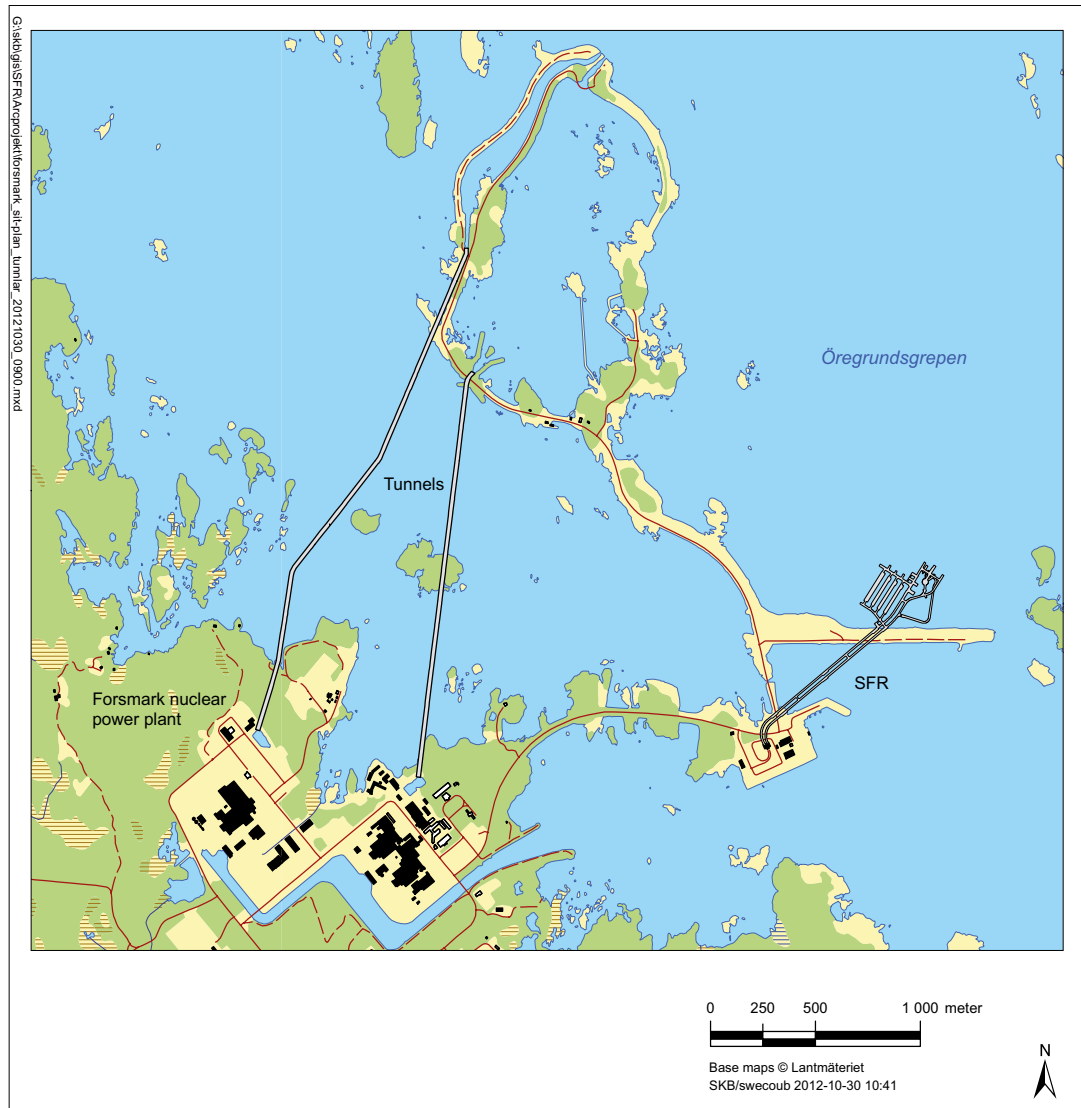 G:\skb\gis\SFR\Arcprojekt\forsmark_sit-plan_tunnlar_20121030_0900.mxd
Öregrundsgrepen
Tunnels
SFR
Forsmark nuclear
power plant
0 250 500 1 000 meter
Base maps © Lantmäteriet
SKB/swecoub 2012-10-30 10:41
N